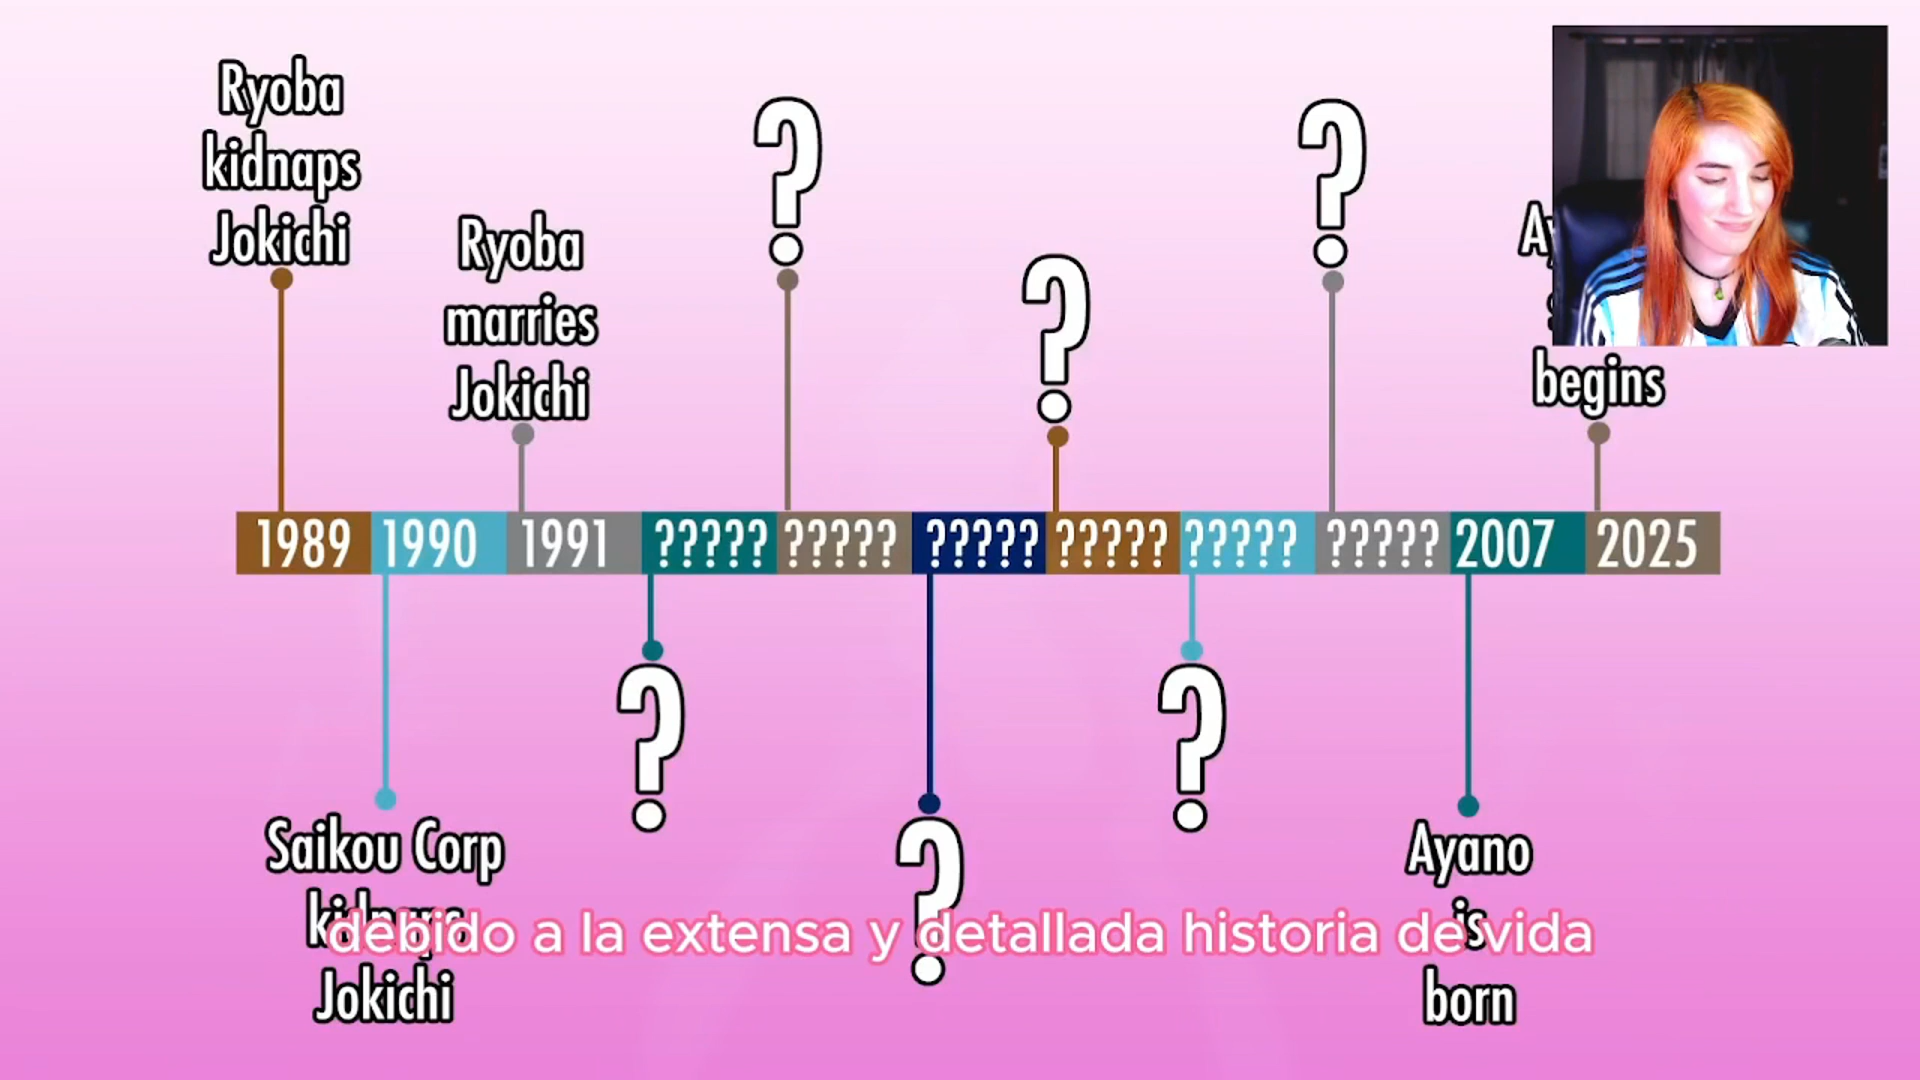 Ryoba
kidnaps
Jokichi
Ryoba
marries
Jokichi
?
?
?
begins
1989 1990 1991 ????? ????? ????? ????? ????? ????? 2007 2025
?
?
?
Saikou Corp
kidnaps
Jokichi
Ayano
is
born
debido a la extensa y detallada historia de vida